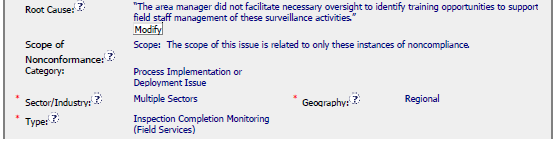 Root Cause: ? "The area manager did not facilitate necessary oversight to identify training opportunities to support
field staff management of these surveillance activities."
Modify
Scope of Scope: The scope of this issue is related to only these instances of noncompliance.
Nonconformance: ?
Category: Process Implementation or
Deployment Issue
* Sector/Industry: ? Multiple Sectors * Geography: ? Regional
* Type: ? Inspection Completion Monitoring
(Field Services)